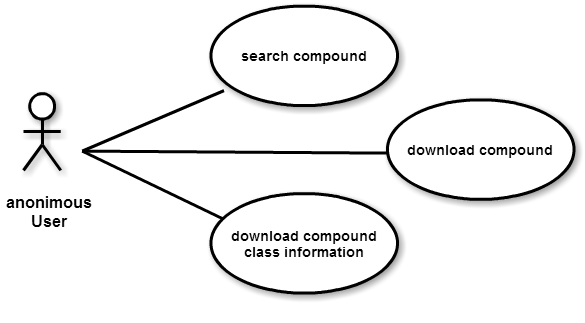 search compound
download compound
anonimous
User
download compound
class information